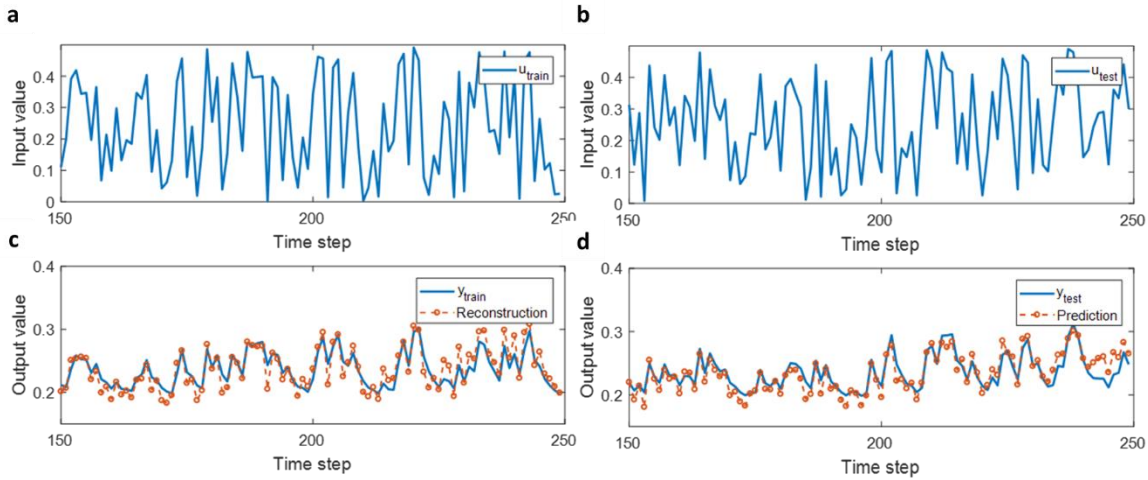 a
0.4
0.3
0.2
0.1
0
Input value
u_train
150
200
250
Time step
b
0.4
0.3
0.2
0.1
0
Input value
u_test
150
200
250
Time step
c
0.4
0.3
0.2
Output value
y_train
Reconstruction
150
200
250
Time step
d
0.4
0.3
0.2
Output value
y_test
Prediction
150
200
250
Time step